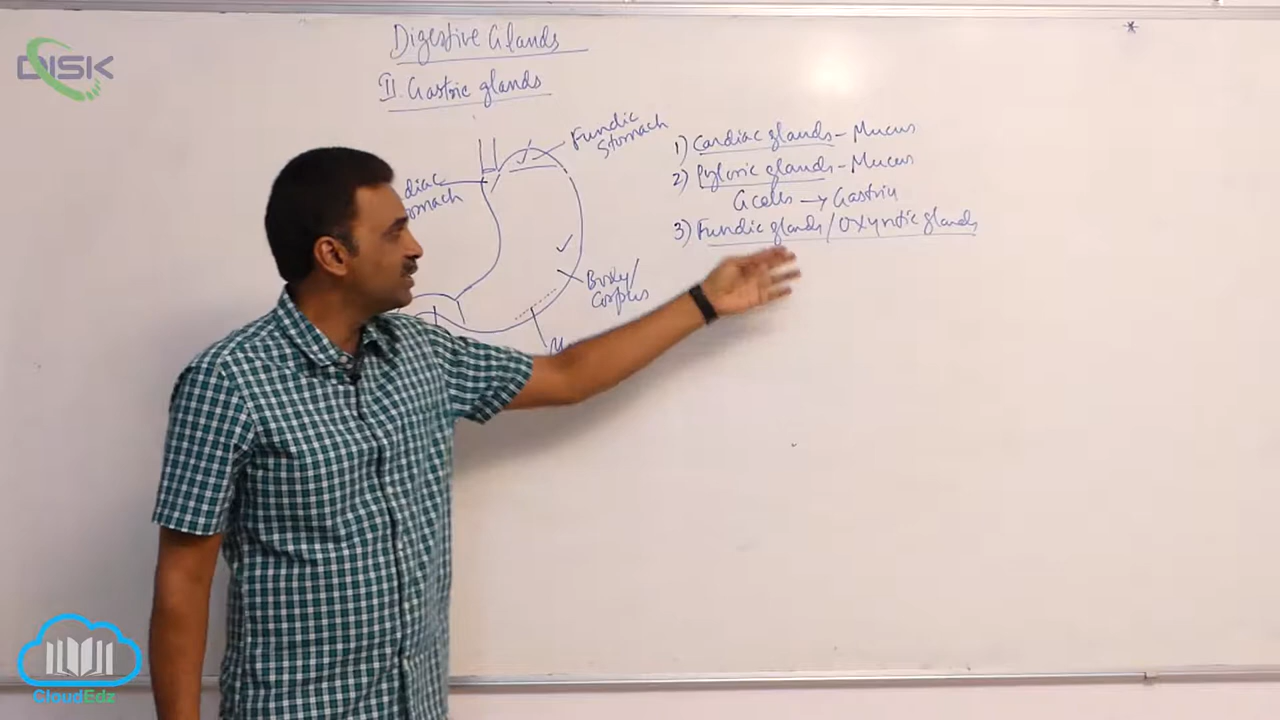 DISK
Digestive Glands
II. Gastric glands
Fundic
Stomach
Body/
Corpus
1) Cardiac glands - Mucus
2) Pyloric glands - Mucus
G cells → Gastrin
3) Fundic glands / Oxyntic glands
CloudEdz